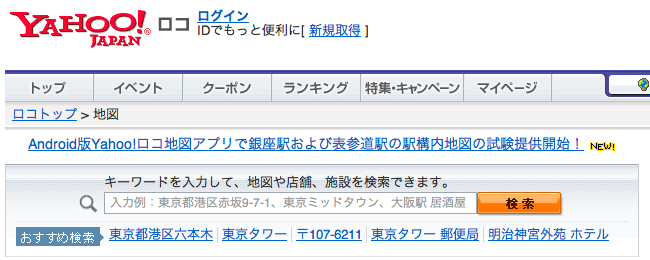 YAHOO! JAPAN ロコ
ログイン
IDでもっと便利に[ 新規取得 ]
トップ イベント クーポン ランキング 特集・キャンペーン マイページ
ロコトップ > 地図
Android版Yahoo!ロコ地図アプリで銀座駅および表参道駅の駅構内地図の試験提供開始！ NEW!
キーワードを入力して、地図や店舗、施設を検索できます。
入力例：東京都港区赤坂9-7-1、東京ミッドタウン、大阪駅 居酒屋 検索
おすすめ検索 東京都港区六本木 東京タワー 〒107-6211 東京タワー 郵便局 明治神宮外苑 ホテル